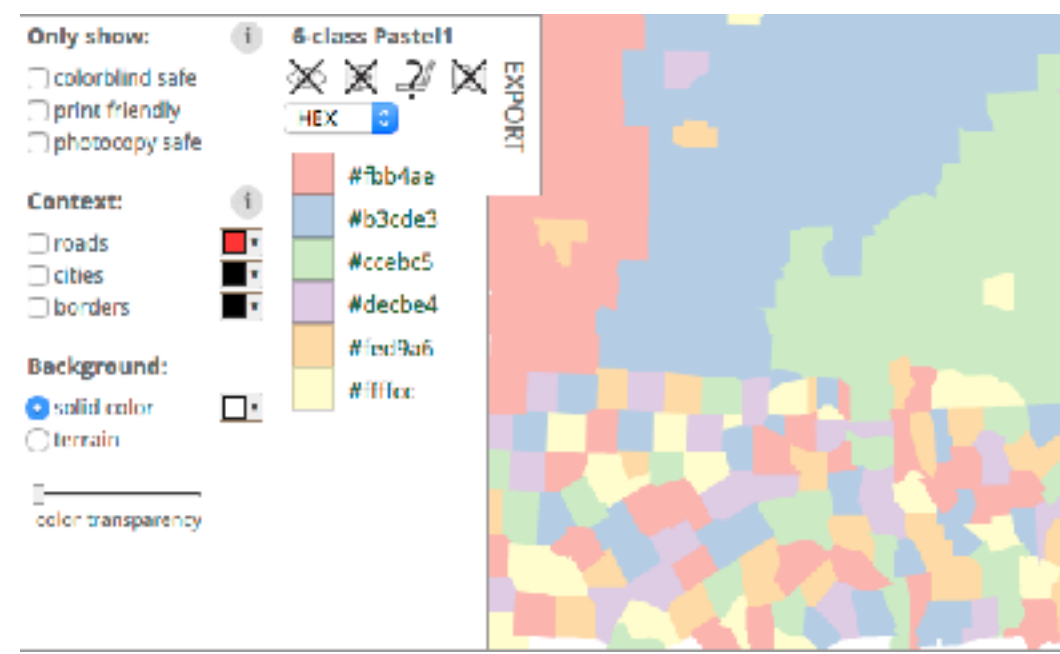 Only show:
colorblind safe
print friendly
photocopy safe
Context:
roads
cities
borders
Background:
solid color
terrain
color transparency
6-class Pastel1
EXPORT
HEX
#fbb4ae
#b3cde3
#ccebc5
#decbe4
#fed9a6
#ffffcc